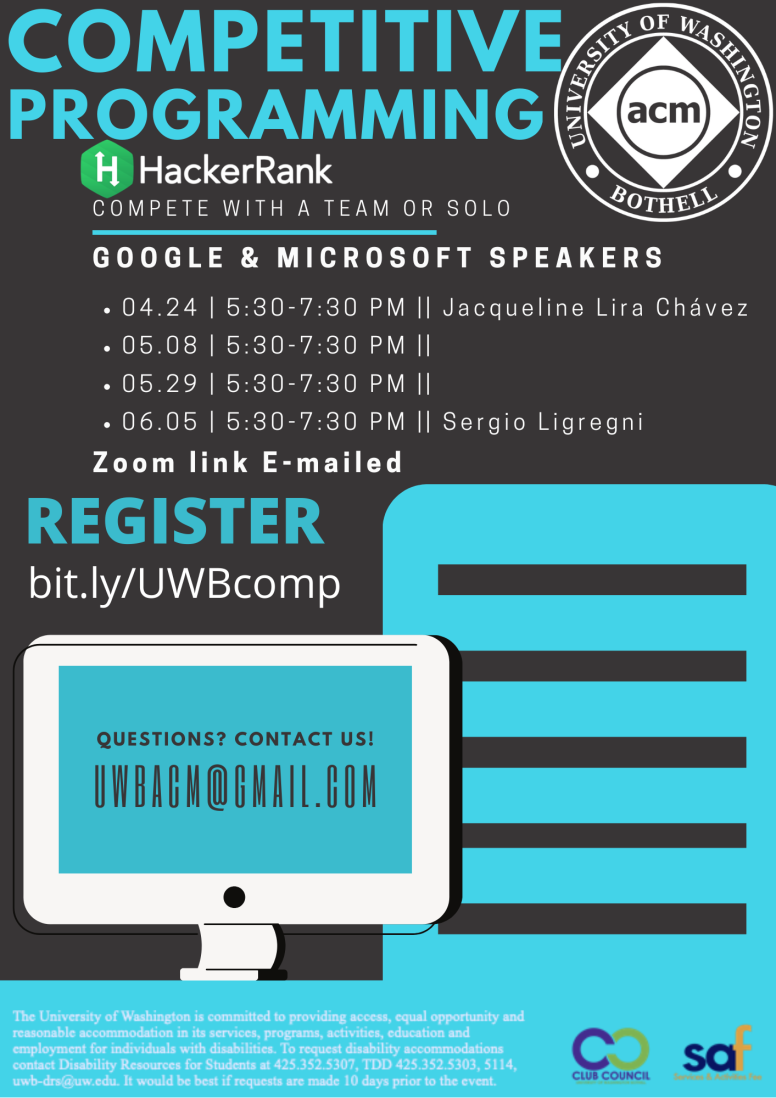 COMPETITIVE
PROGRAMMING
UNIVERSITY OF WASHINGTON
acm
BOTHELL
H HackerRank
COMPETE WITH A TEAM OR SOLO
GOOGLE & MICROSOFT SPEAKERS
• 04.24 | 5:30-7:30 PM || Jacqueline Lira Chávez
• 05.08 | 5:30-7:30 PM ||
• 05.29 | 5:30-7:30 PM ||
• 06.05 | 5:30-7:30 PM || Sergio Ligregni
Zoom link E-mailed
REGISTER
bit.ly/UWBcomp
QUESTIONS? CONTACT US!
UWBACM@GMAIL.COM
The University of Washington is committed to providing access, equal opportunity and
reasonable accommodation in its services, programs, activities, education and
employment for individuals with disabilities. To request disability accommodations
contact Disability Resources for Students at 425.352.5307, TDD 425.352.5303, 5114,
uwb-drs@uw.edu. It would be best if requests are made 10 days prior to the event.
CLUB COUNCIL
saf
Services & Activities Fee